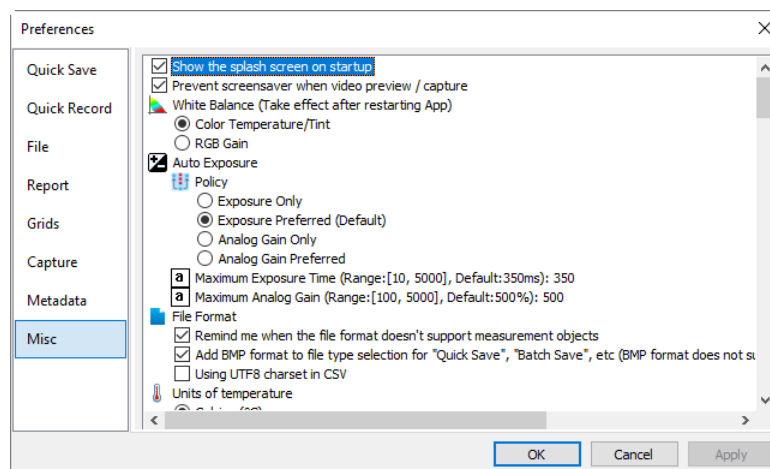 Preferences
Quick Save
Quick Record
File
Report
Grids
Capture
Metadata
Misc
Show the splash screen on startup
Prevent screensaver when video preview / capture
White Balance (Take effect after restarting App)
Color Temperature/Tint
RGB Gain
Auto Exposure
Policy
Exposure Only
Exposure Preferred (Default)
Analog Gain Only
Analog Gain Preferred
a Maximum Exposure Time (Range:[10, 5000], Default:350ms): 350
a Maximum Analog Gain (Range:[100, 5000], Default:500%): 500
File Format
Remind me when the file format doesn't support measurement objects
Add BMP format to file type selection for "Quick Save", "Batch Save", etc (BMP format does not su
Using UTF8 charset in CSV
Units of temperature
OK
Cancel
Apply